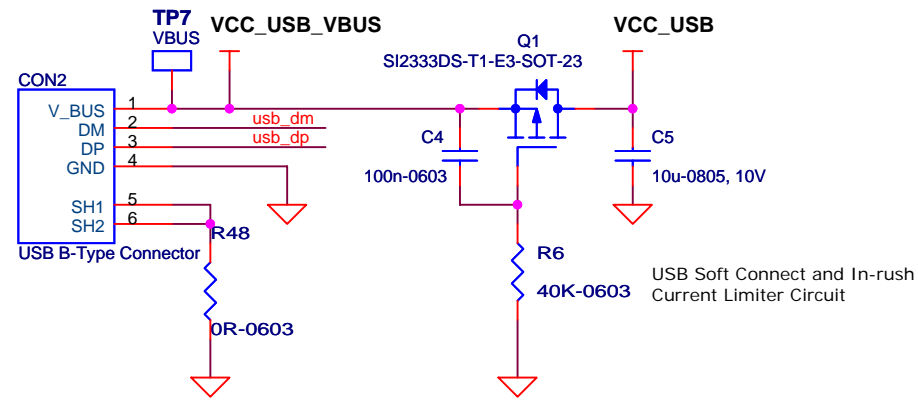 TP7
VBUS
VCC_USB_VBUS
Q1
SI2333DS-T1-E3-SOT-23
VCC_USB
CON2
V_BUS 1
DM 2 usb_dm
DP 3 usb_dp
GND 4
SH1 5
SH2 6
USB B-Type Connector
R48
0R-0603
C4
100n-0603
C5
10u-0805, 10V
R6
40K-0603
USB Soft Connect and In-rush
Current Limiter Circuit